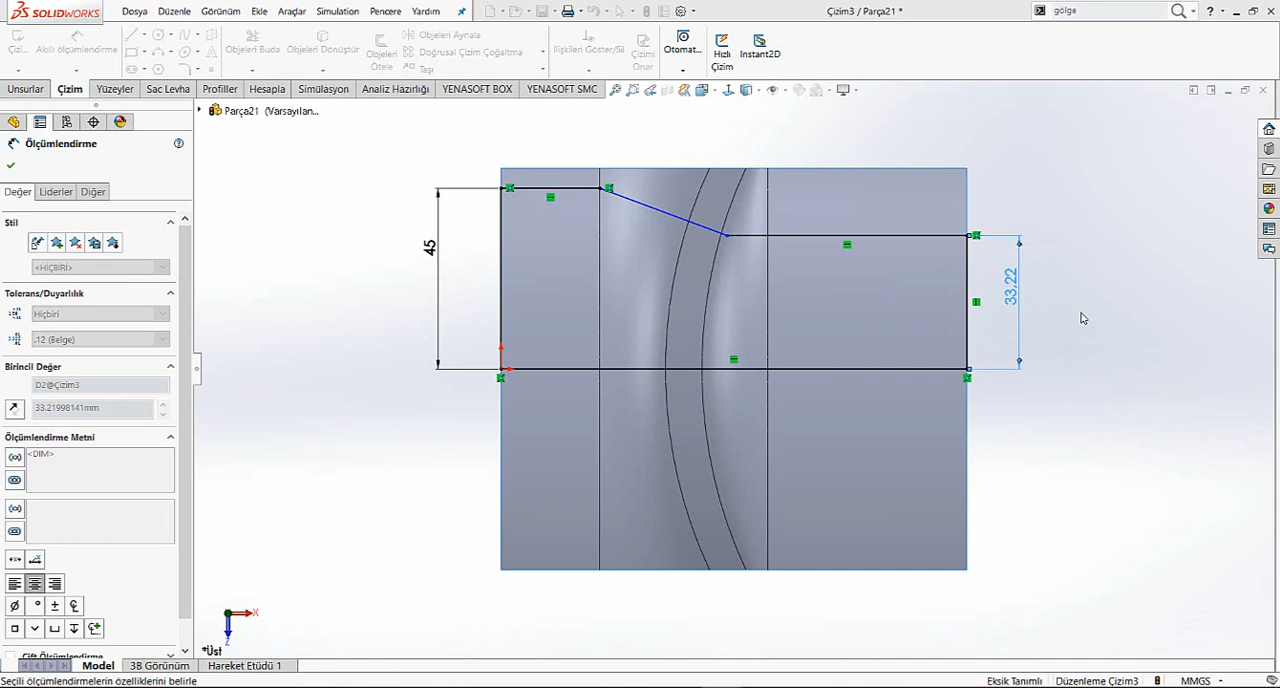 SOLIDWORKS Dosya Düzenle Görünüm Ekle Araçlar Simulation Pencere Yardım Çizim3 / Parça21 * gölge
Çizi... Akıllı ölçümlendirme Objeleri Buda Objeleri Dönüştür Objeleri Ötele Objeleri Aynala İlişkileri Göster/Sil Çizimi Onar Otomat... Hızlı Çizim Instant2D
Doğrusal Çizim Çoğaltma
Taşı
Unsurlar Çizim Yüzeyler Sac Levha Profiller Hesapla Simülasyon Analiz Hazırlığı YENASOFT BOX YENASOFT SMC
Parça21 (Varsayılan...
Ölçümlendirme
Değer Liderler Diğer
Stil
<HİÇBİRİ>
Tolerans/Duyarlılık
Hiçbiri
.12 (Belge)
Birincil Değer
D2@Çizim3
33.21998141mm
Ölçümlendirme Metni
<DIM>
Çift Ölçümlendirme
45
33,22
X
Z
*Üst
Model 3B Görünüm Hareket Etüdü 1
Seçili ölçümlendirmelerin özelliklerini belirle Eksik Tanımlı Düzenleme Çizim3 MMGS